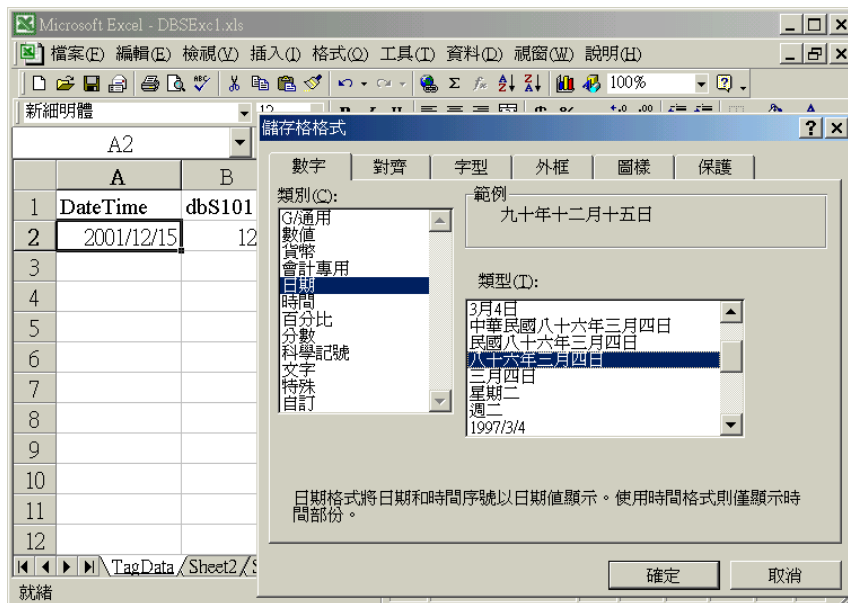 Microsoft Excel - DBSExc1.xls
檔案(F) 編輯(E) 檢視(V) 插入(I) 格式(O) 工具(T) 資料(D) 視窗(W) 說明(H)
100%
新細明體 12
A2
A B
1 DateTime dbS101
2 2001/12/15 12
3
4
5
6
7
8
9
10
11
12
TagData Sheet2
就緒
儲存格格式
數字 對齊 字型 外框 圖樣 保護
類別(C):
G/通用
數值
貨幣
會計專用
日期
時間
百分比
分數
科學記號
文字
特殊
自訂
範例
九十年十二月十五日
類型(T):
3月4日
中華民國八十六年三月四日
民國八十六年三月四日
八十六年三月四日
三月四日
星期二
週二
1997/3/4
日期格式將日期和時間序號以日期值顯示。使用時間格式則僅顯示時
間部份。
確定 取消